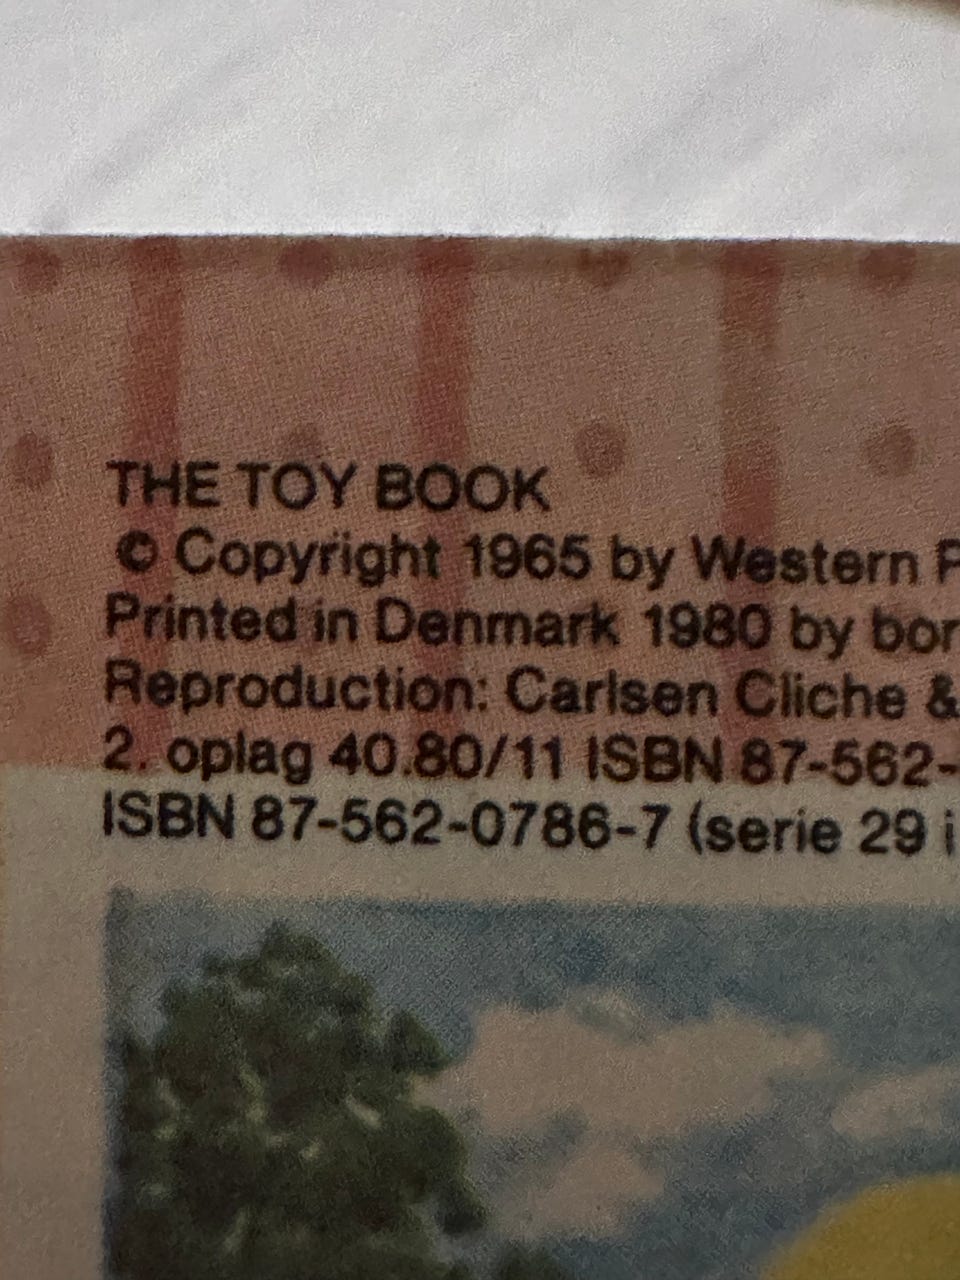 THE TOY BOOK
© Copyright 1965 by Western P
Printed in Denmark 1980 by bor
Reproduction: Carlsen Cliche &
2. oplag 40.80/11 ISBN 87-562-
ISBN 87-562-0786-7 (serie 29 i